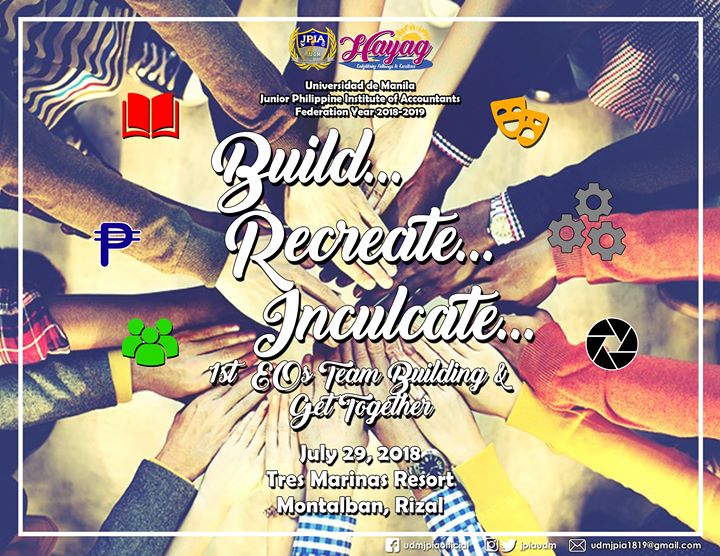 JPIA
Hayag
Universidad de Manila
Junior Philippine Institute of Accountants
Federation Year 2018-2019
Build...
Recreate...
Inculcate...
1st EOs Team Building &
Get Together
July 29, 2018
Tres Marinas Resort
Montalban, Rizal
udmjpiaofficial jpiaudm udmjpia1819@gmail.com